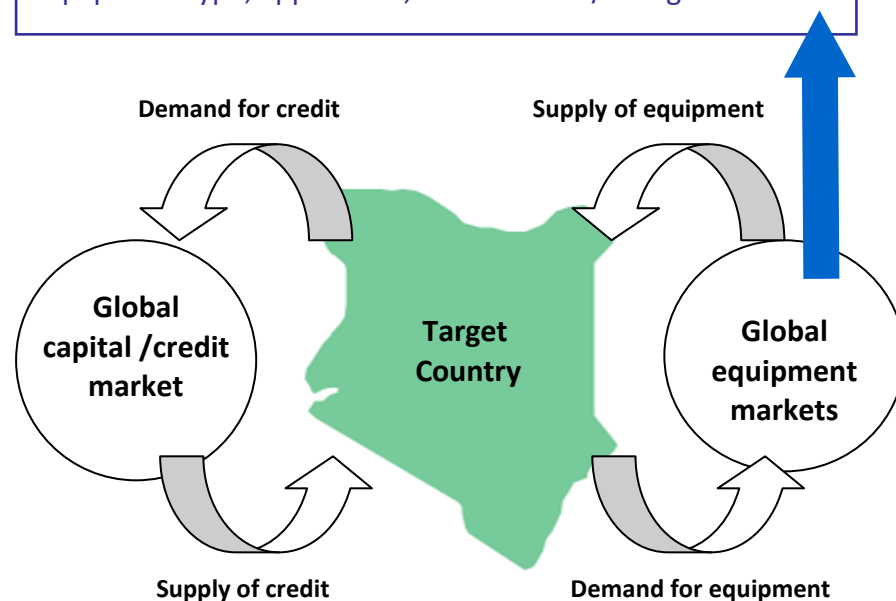 Demand for credit
Supply of equipment
Global
capital /credit
market
Target
Country
Global
equipment
markets
Supply of credit
Demand for equipment